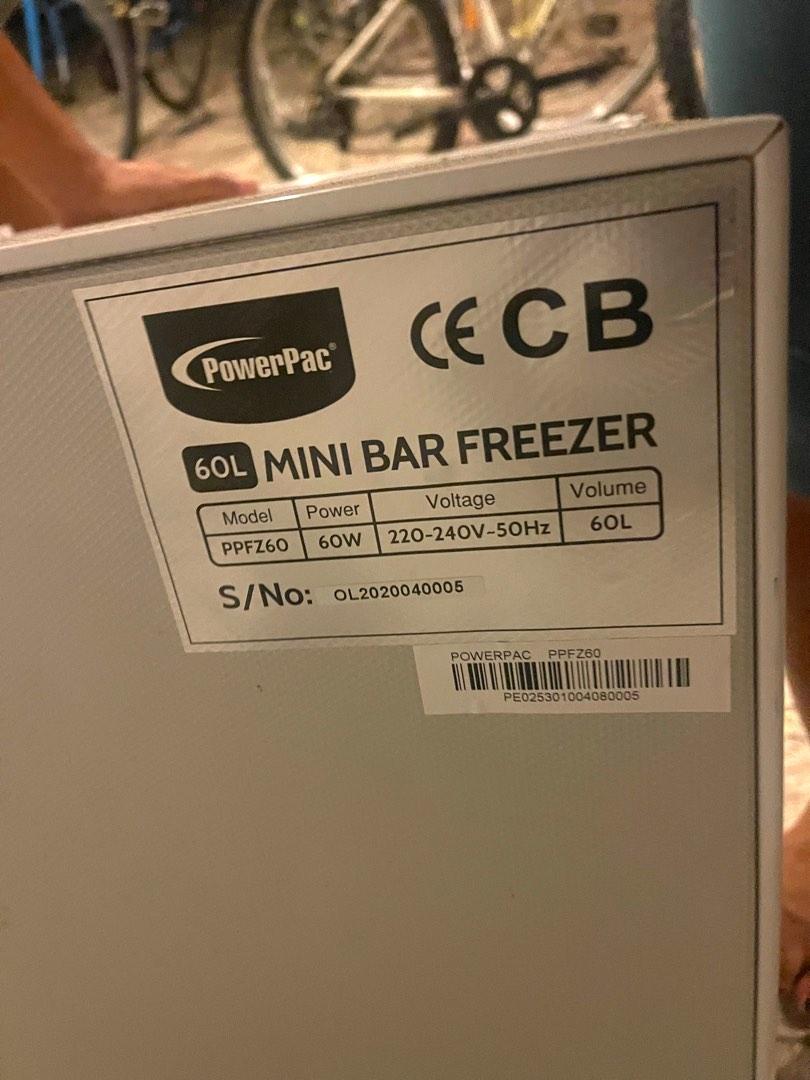 PowerPac®
CE CB
60L MINI BAR FREEZER
Model Power Voltage Volume
PPFZ60 60W 220-240V~50Hz 60L
S/No: OL2020040005
POWERPAC PPFZ60
PE025301004080005